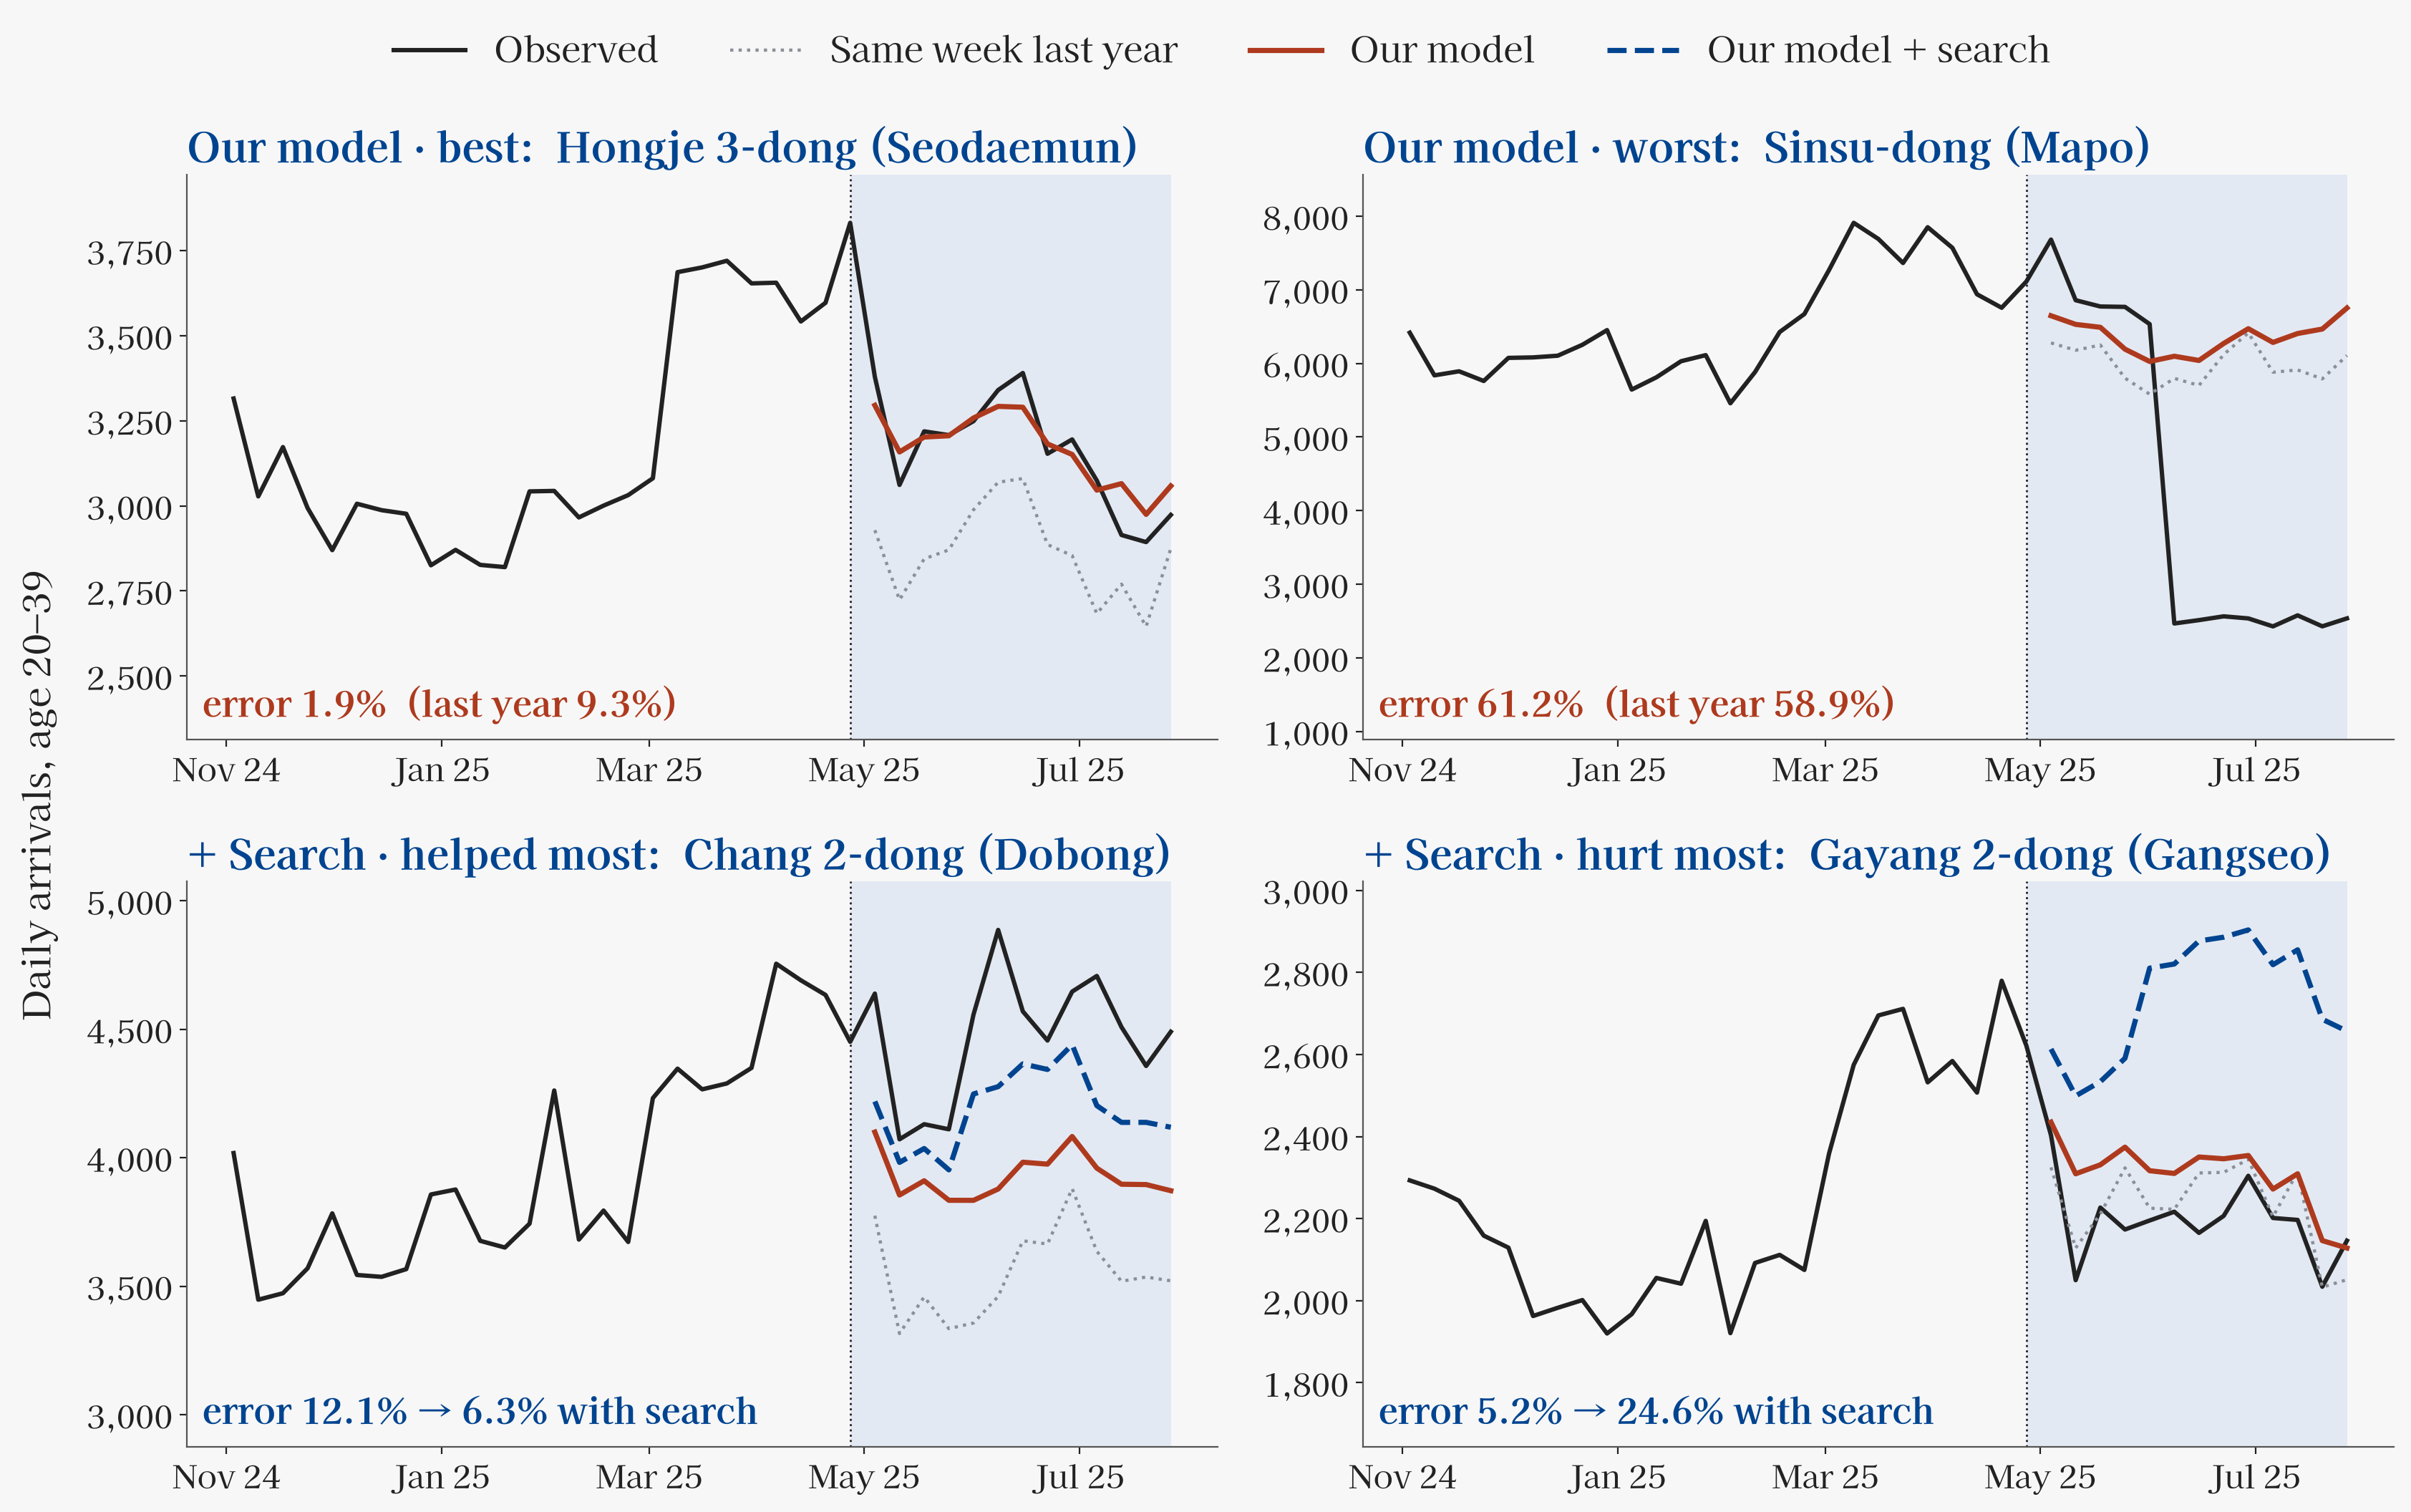 Observed
Same week last year
Our model
Our model + search
Daily arrivals, age 20–39
Our model · best: Hongje 3-dong (Seodaemun)
3,750
3,500
3,250
3,000
2,750
2,500
error 1.9% (last year 9.3%)
Nov 24
Jan 25
Mar 25
May 25
Jul 25
Our model · worst: Sinsu-dong (Mapo)
8,000
7,000
6,000
5,000
4,000
3,000
2,000
1,000
error 61.2% (last year 58.9%)
Nov 24
Jan 25
Mar 25
May 25
Jul 25
+ Search · helped most: Chang 2-dong (Dobong)
5,000
4,500
4,000
3,500
3,000
error 12.1% → 6.3% with search
Nov 24
Jan 25
Mar 25
May 25
Jul 25
+ Search · hurt most: Gayang 2-dong (Gangseo)
3,000
2,800
2,600
2,400
2,200
2,000
1,800
error 5.2% → 24.6% with search
Nov 24
Jan 25
Mar 25
May 25
Jul 25